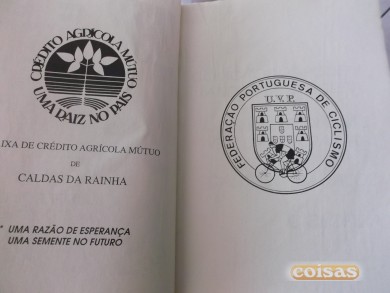 CRÉDITO AGRÍCOLA MÚTUO
UMA RAIZ NO PAÍS
IXA DE CRÉDITO AGRÍCOLA MÚTUO
DE
CALDAS DA RAINHA
* UMA RAZÃO DE ESPERANÇA
UMA SEMENTE NO FUTURO
FEDERAÇÃO PORTUGUESA DE CICLISMO
U.V.P.
coisas